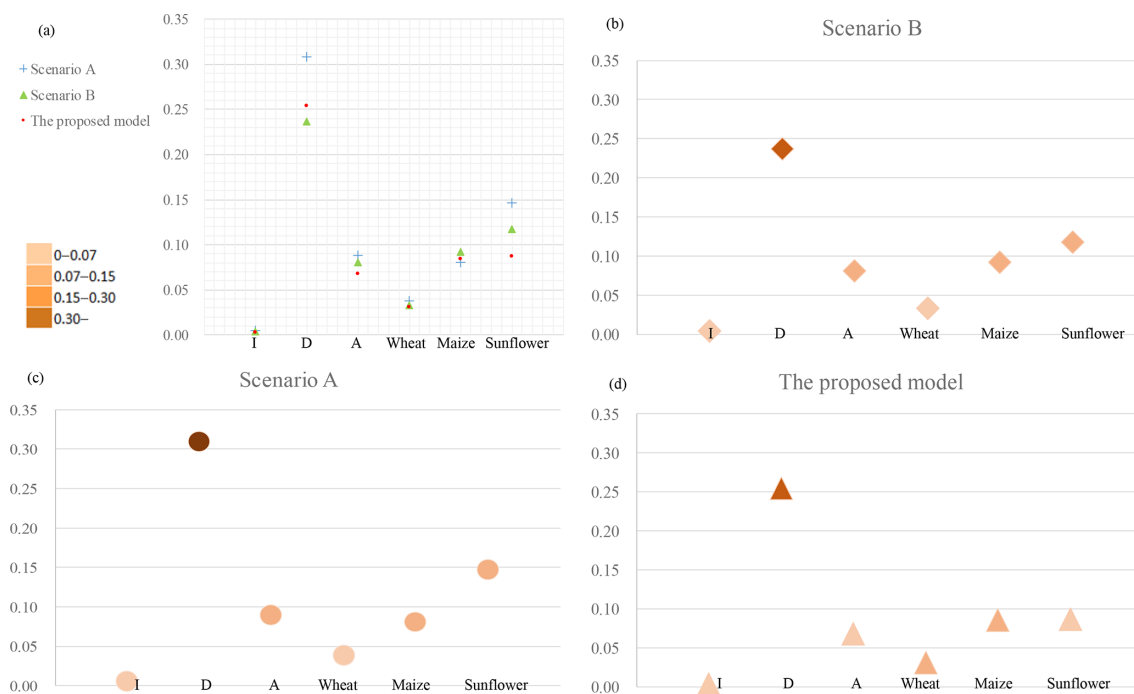 (a)
0.35
0.30
0.25
0.20
0.15
0.10
0.05
0.00
Scenario A
Scenario B
The proposed model
0–0.07
0.07–0.15
0.15–0.30
0.30–
I D A Wheat Maize Sunflower
(b)
Scenario B
0.35
0.30
0.25
0.20
0.15
0.10
0.05
0.00
I D A Wheat Maize Sunflower
(c)
Scenario A
0.35
0.30
0.25
0.20
0.15
0.10
0.05
0.00
I D A Wheat Maize Sunflower
(d)
The proposed model
0.35
0.30
0.25
0.20
0.15
0.10
0.05
0.00
I D A Wheat Maize Sunflower